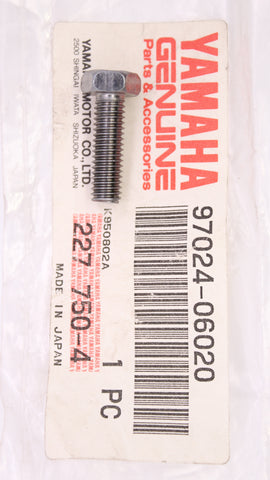 YAMAHA
GENUINE
Parts & Accessories
YAMA MOTOR CO., LTD.
2500 SHINGAI IWATA SHIZUOKA JAPAN
97024-06020
K950802A
227 750-4
1 PC
MADE IN JAPAN